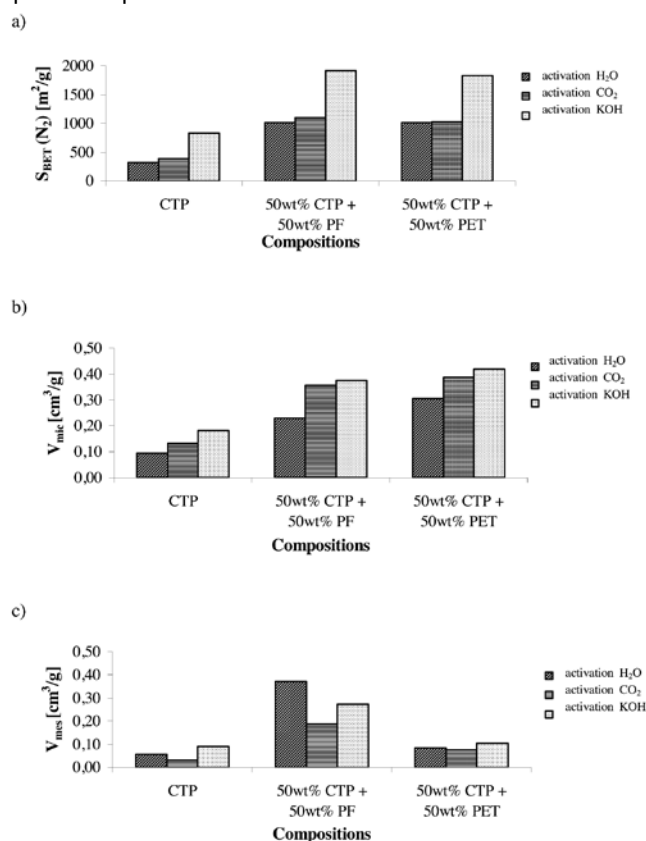 a)
2000
1500
1000
500
0
S_BET (N₂) [m²/g]
activation H₂O
activation CO₂
activation KOH
CTP
50wt% CTP +
50wt% PF
50wt% CTP +
50wt% PET
Compositions
b)
0,50
0,40
0,30
0,20
0,10
0,00
V_mic [cm³/g]
activation H₂O
activation CO₂
activation KOH
CTP
50wt% CTP +
50wt% PF
50wt% CTP +
50wt% PET
Compositions
c)
0,50
0,40
0,30
0,20
0,10
0,00
V_mes [cm³/g]
activation H₂O
activation CO₂
activation KOH
CTP
50wt% CTP +
50wt% PF
50wt% CTP +
50wt% PET
Compositions